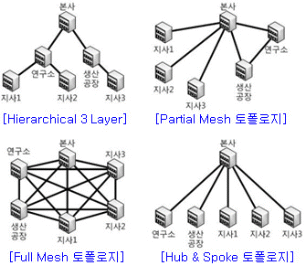 본사
연구소
생산
공장
지사1
지사2
지사3
[Hierarchical 3 Layer]
본사
지사1
연구소
지사2
지사3
생산
공장
[Partial Mesh 토폴로지]
본사
연구소
지사3
생산
공장
지사1
지사2
[Full Mesh 토폴로지]
본사
연구소
생산
공장
지사1
지사2
지사3
[Hub & Spoke 토폴로지]